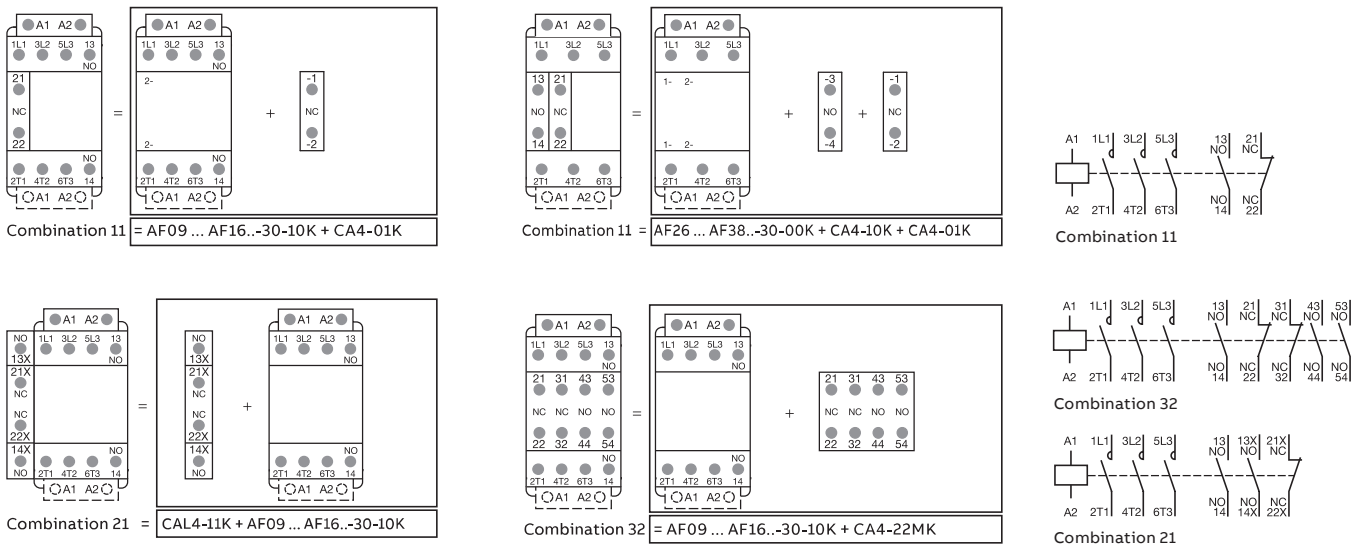 A1 A2
1L1 3L2 5L3 13
NO
21
NC
22
NO
2T1 4T2 6T3 14
A1 A2
=
A1 A2
1L1 3L2 5L3 13
NO
2-
2-
NO
2T1 4T2 6T3 14
A1 A2
+
-1
NC
-2
Combination 11 = AF09 ... AF16..-30-10K + CA4-01K
A1 A2
1L1 3L2 5L3
13 21
NO NC
14 22
2T1 4T2 6T3
A1 A2
=
A1 A2
1L1 3L2 5L3
1- 2-
1- 2-
2T1 4T2 6T3
A1 A2
+
-3
NO
-4
+
-1
NC
-2
Combination 11 = AF26 ... AF38..-30-00K + CA4-10K + CA4-01K
A1 1L1 3L2 5L3 13 21
NO NC
NO NC
A2 2T1 4T2 6T3 14 22
Combination 11
A1 A2
NO 1L1 3L2 5L3 13
NO
13X
21X
NC
NC
22X
14X NO
NO 2T1 4T2 6T3 14
A1 A2
=
NO
13X
21X
NC
NC
22X
14X
NO
+
A1 A2
1L1 3L2 5L3 13
NO
NO
2T1 4T2 6T3 14
A1 A2
Combination 21 = CAL4-11K + AF09 ... AF16..-30-10K
A1 A2
1L1 3L2 5L3 13
NO
21 31 43 53
NC NC NO NO
22 32 44 54
NO
2T1 4T2 6T3 14
A1 A2
=
A1 A2
1L1 3L2 5L3 13
NO
NO
2T1 4T2 6T3 14
A1 A2
+
21 31 43 53
NC NC NO NO
22 32 44 54
Combination 32 = AF09 ... AF16..-30-10K + CA4-22MK
A1 1L1 3L2 5L3 13 21 31 43 53
NO NC NC NO NO
NO NC NC NO NO
A2 2T1 4T2 6T3 14 22 32 44 54
Combination 32
A1 1L1 3L2 5L3 13 13X 21X
NO NO NC
NO NO NC
A2 2T1 4T2 6T3 14 14X 22X
Combination 21